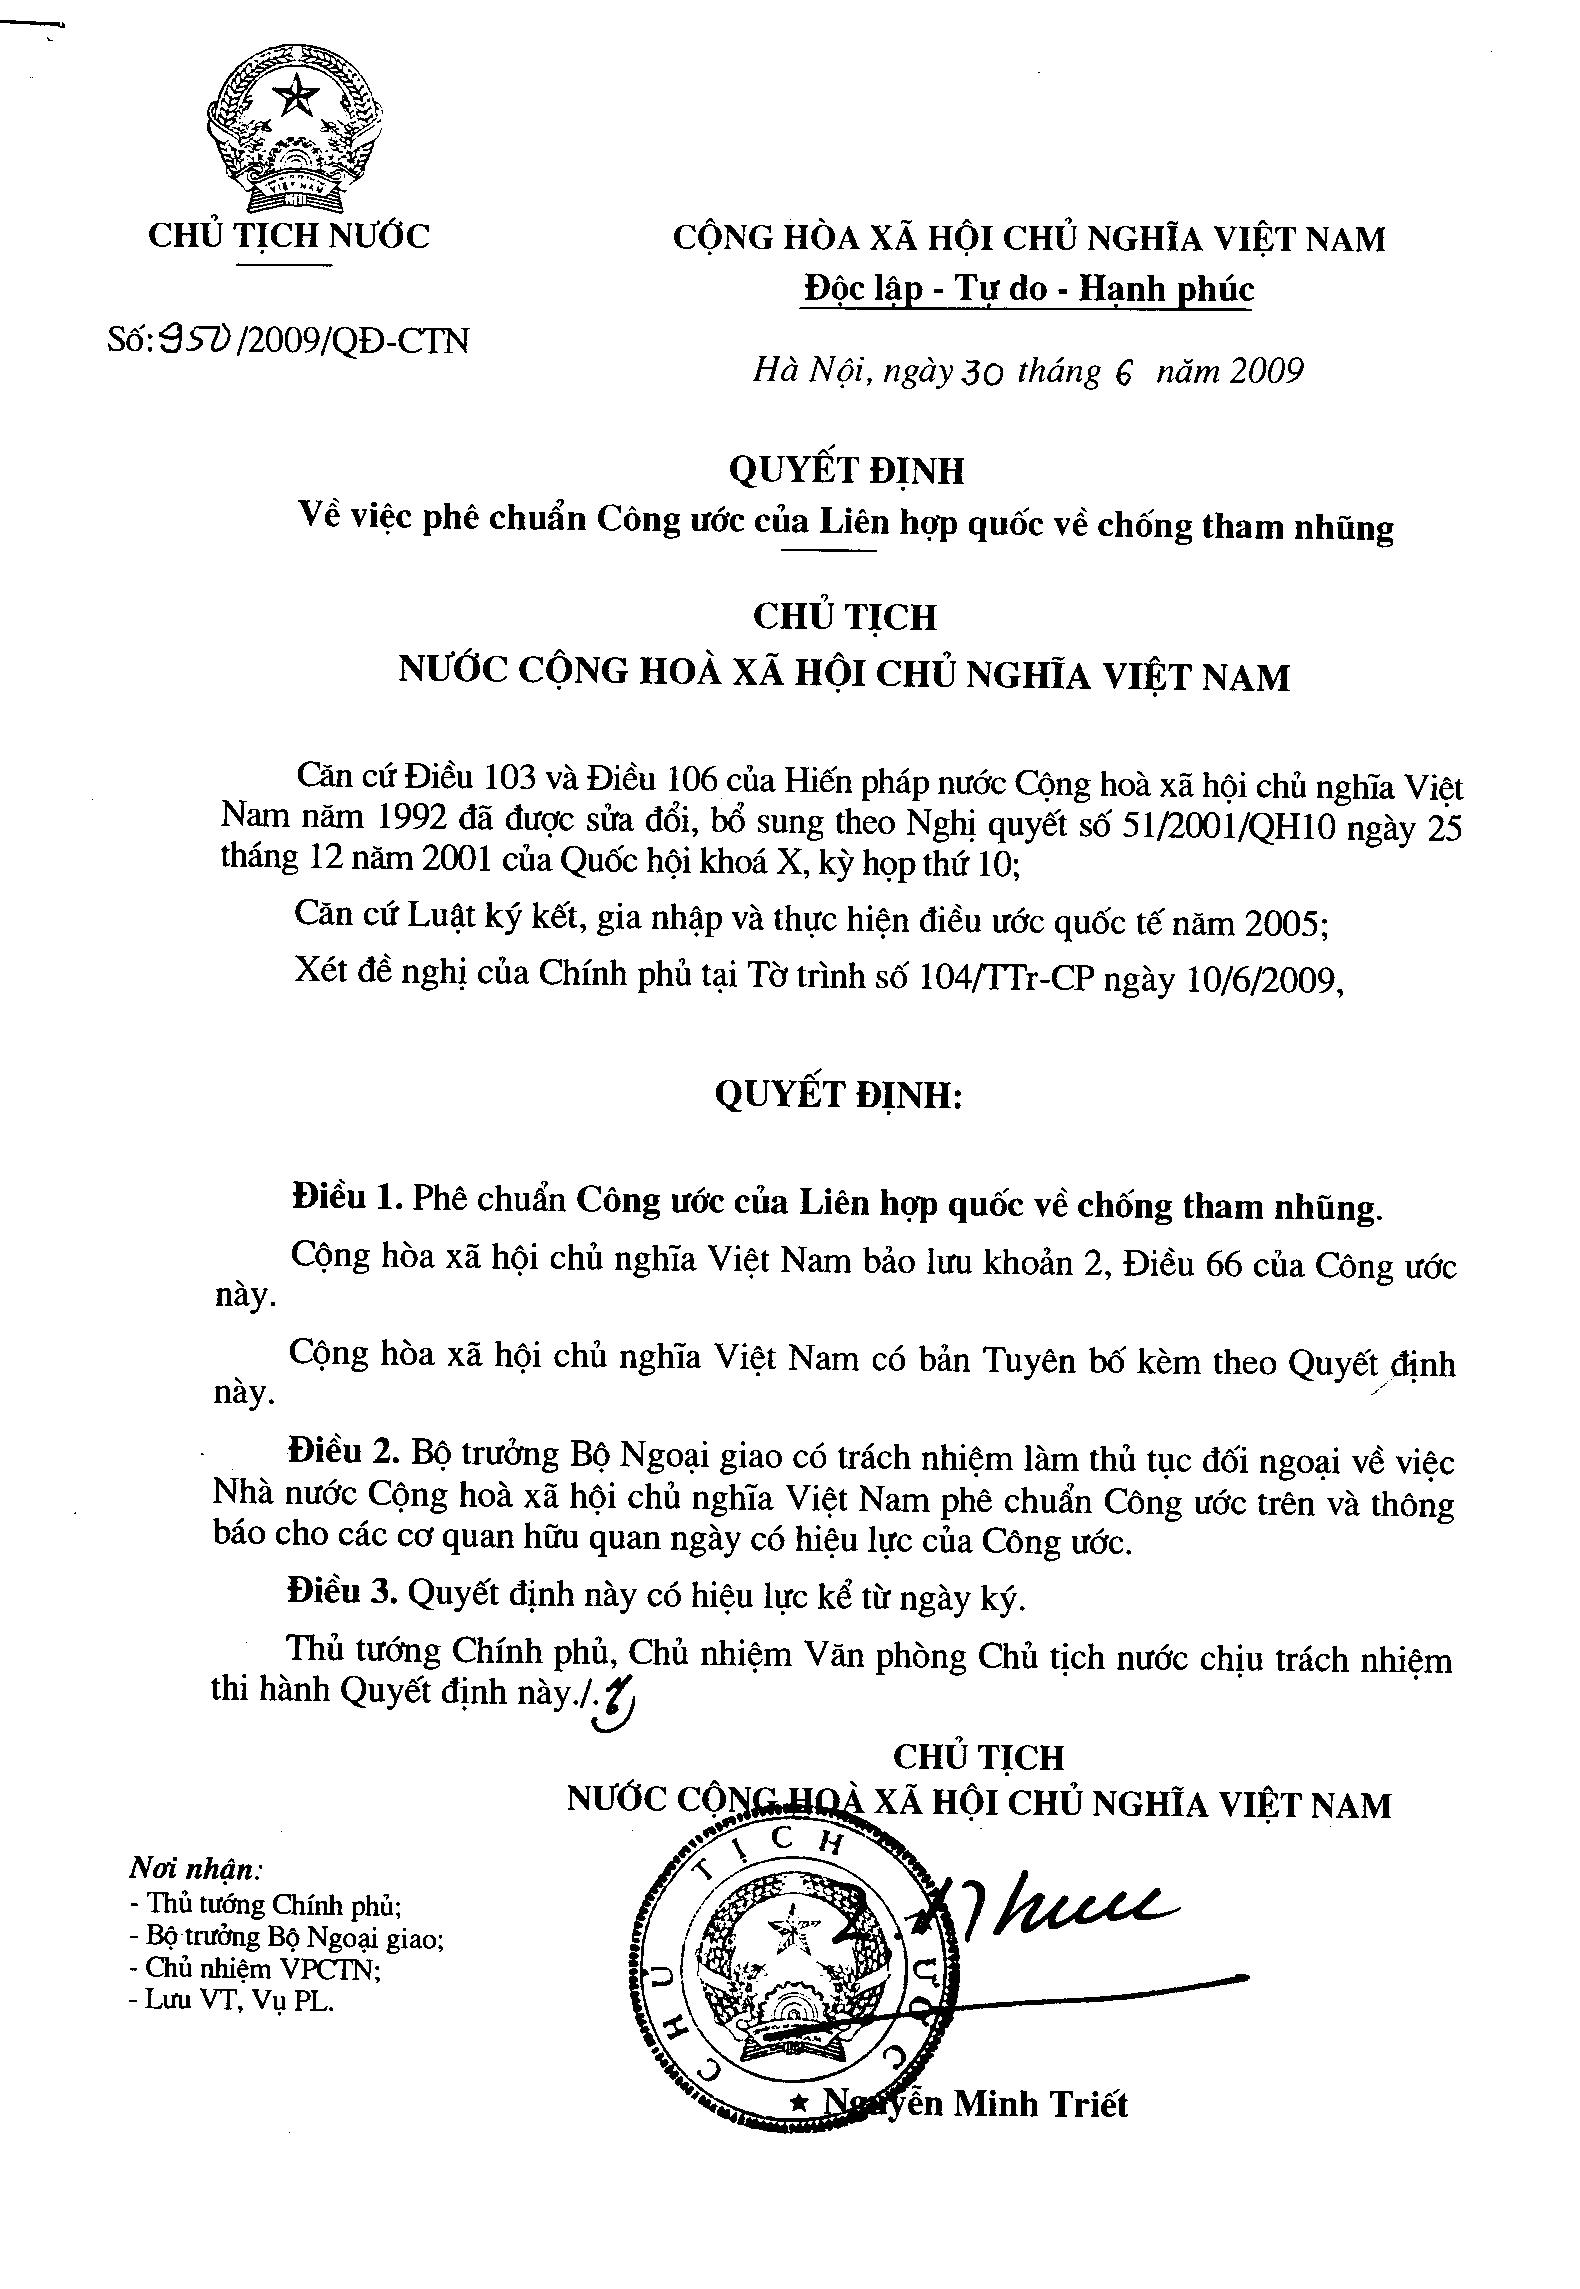 VIỆT NAM
CHỦ TỊCH NƯỚC
CỘNG HÒA XÃ HỘI CHỦ NGHĨA VIỆT NAM
Độc lập - Tự do - Hạnh phúc
Số: 950/2009/QĐ-CTN
Hà Nội, ngày 30 tháng 6 năm 2009
QUYẾT ĐỊNH
Về việc phê chuẩn Công ước của Liên hợp quốc về chống tham nhũng
CHỦ TỊCH
NƯỚC CỘNG HOÀ XÃ HỘI CHỦ NGHĨA VIỆT NAM
Căn cứ Điều 103 và Điều 106 của Hiến pháp nước Cộng hoà xã hội chủ nghĩa Việt
Nam năm 1992 đã được sửa đổi, bổ sung theo Nghị quyết số 51/2001/QH10 ngày 25
tháng 12 năm 2001 của Quốc hội khoá X, kỳ họp thứ 10;
Căn cứ Luật ký kết, gia nhập và thực hiện điều ước quốc tế năm 2005;
Xét đề nghị của Chính phủ tại Tờ trình số 104/TTr-CP ngày 10/6/2009,
QUYẾT ĐỊNH:
Điều 1. Phê chuẩn Công ước của Liên hợp quốc về chống tham nhũng.
Cộng hòa xã hội chủ nghĩa Việt Nam bảo lưu khoản 2, Điều 66 của Công ước
này.
Cộng hòa xã hội chủ nghĩa Việt Nam có bản Tuyên bố kèm theo Quyết định
này.
Điều 2. Bộ trưởng Bộ Ngoại giao có trách nhiệm làm thủ tục đối ngoại về việc
Nhà nước Cộng hoà xã hội chủ nghĩa Việt Nam phê chuẩn Công ước trên và thông
báo cho các cơ quan hữu quan ngày có hiệu lực của Công ước.
Điều 3. Quyết định này có hiệu lực kể từ ngày ký.
Thủ tướng Chính phủ, Chủ nhiệm Văn phòng Chủ tịch nước chịu trách nhiệm
thi hành Quyết định này./.
CHỦ TỊCH
NƯỚC CỘNG HOÀ XÃ HỘI CHỦ NGHĨA VIỆT NAM
CHỦ TỊCH NƯỚC
Nơi nhận:
- Thủ tướng Chính phủ;
- Bộ trưởng Bộ Ngoại giao;
- Chủ nhiệm VPCTN;
- Lưu VT, Vụ PL.
Nguyễn Minh Triết